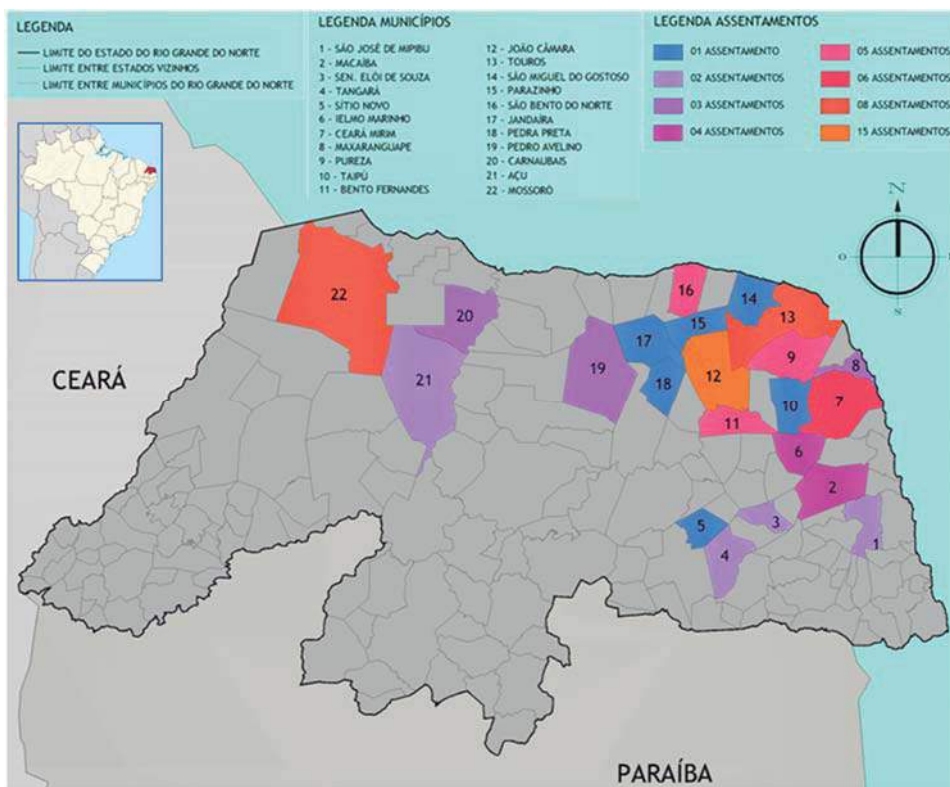 LEGENDA
LIMITE DO ESTADO DO RIO GRANDE DO NORTE
LIMITE ENTRE ESTADOS VIZINHOS
LIMITE ENTRE MUNICÍPIOS DO RIO GRANDE DO NORTE
LEGENDA MUNICÍPIOS
1 - SÃO JOSÉ DE MIPIBU
2 - MACAÍBA
3 - SEN. ELÓI DE SOUZA
4 - TANGARÁ
5 - SÍTIO NOVO
6 - IELMO MARINHO
7 - CEARÁ MIRIM
8 - MAXARANGUAPE
9 - PUREZA
10 - TAIPÚ
11 - BENTO FERNANDES
12 - JOÃO CÂMARA
13 - TOUROS
14 - SÃO MIGUEL DO GOSTOSO
15 - PARAZINHO
16 - SÃO BENTO DO NORTE
17 - JANDAÍRA
18 - PEDRA PRETA
19 - PEDRO AVELINO
20 - CARNAUBAIS
21 - AÇU
22 - MOSSORÓ
LEGENDA ASSENTAMENTOS
01 ASSENTAMENTO
02 ASSENTAMENTOS
03 ASSENTAMENTOS
04 ASSENTAMENTOS
05 ASSENTAMENTOS
06 ASSENTAMENTOS
08 ASSENTAMENTOS
15 ASSENTAMENTOS
N
O
S
22
20
21
19
17
18
16
15
14
13
12
9
8
11
10
7
6
2
5
3
4
1
CEARÁ
PARAÍBA